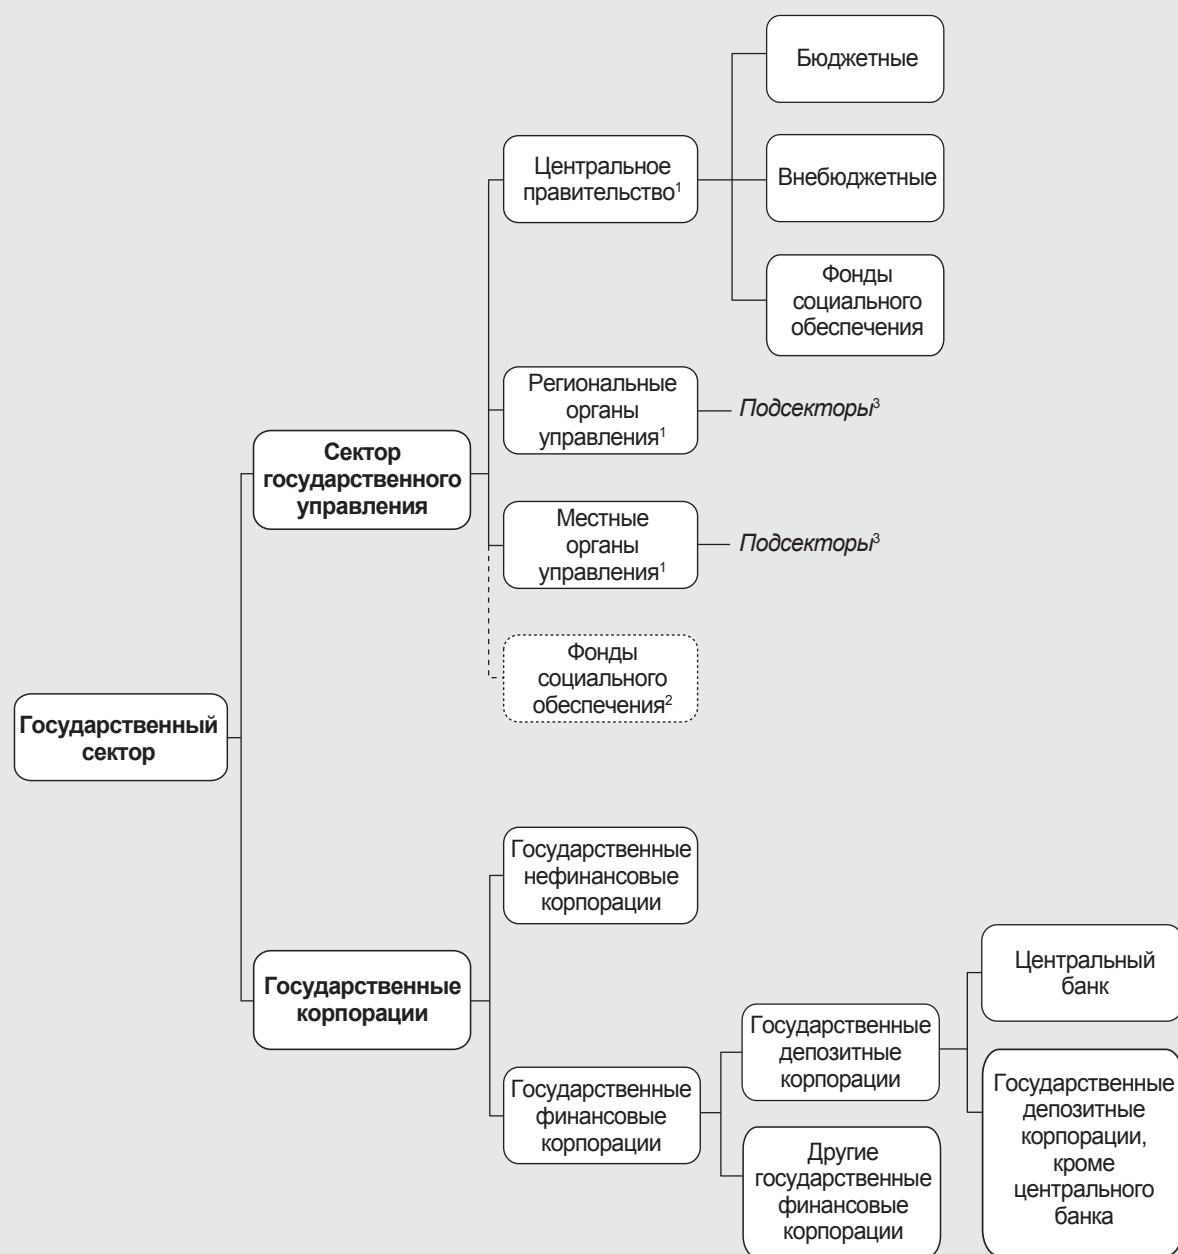 Бюджетные
Центральное
правительство¹
Внебюджетные
Фонды
социального
обеспечения
Региональные
органы
управления¹
Подсекторы³
Сектор
государственного
управления
Местные
органы
управления¹
Подсекторы³
Фонды
социального
обеспечения²
Государственный
сектор
Государственные
нефинансовые
корпорации
Государственные
корпорации
Центральный
банк
Государственные
депозитные
корпорации
Государственные
финансовые
корпорации
Государственные
депозитные
корпорации,
кроме
центрального
банка
Другие
государственные
финансовые
корпорации